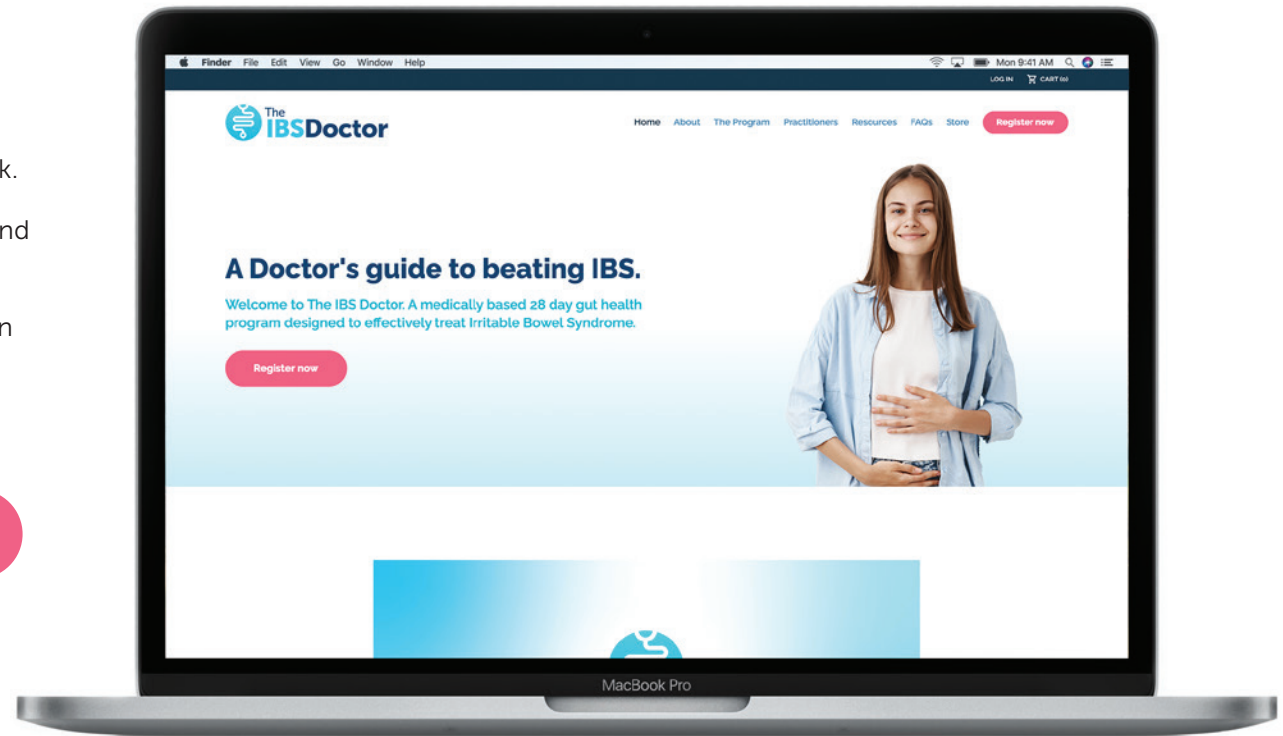 k.
nd
n
Finder File Edit View Go Window Help
Mon 9:41 AM
LOG IN CART (0)
The
IBSDoctor
Home About The Program Practitioners Resources FAQs Store Register now
A Doctor's guide to beating IBS.
Welcome to The IBS Doctor. A medically based 28 day gut health
program designed to effectively treat Irritable Bowel Syndrome.
Register now
MacBook Pro